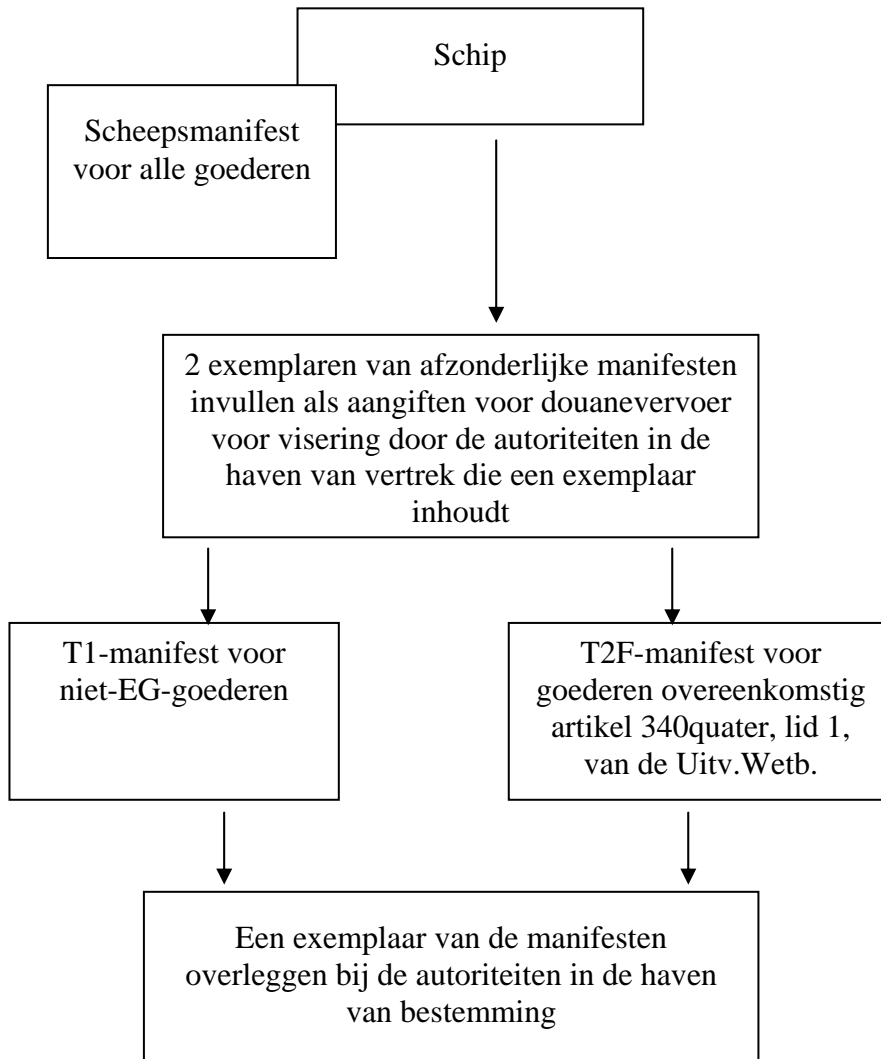 Schip
Scheepsmanifest
voor alle goederen
2 exemplaren van afzonderlijke manifesten
invullen als aangiften voor douanevervoer
voor visering door de autoriteiten in de
haven van vertrek die een exemplaar
inhoudt
T1-manifest voor
niet-EG-goederen
T2F-manifest voor
goederen overeenkomstig
artikel 340quater, lid 1,
van de Uitv.Wetb.
Een exemplaar van de manifesten
overleggen bij de autoriteiten in de haven
van bestemming